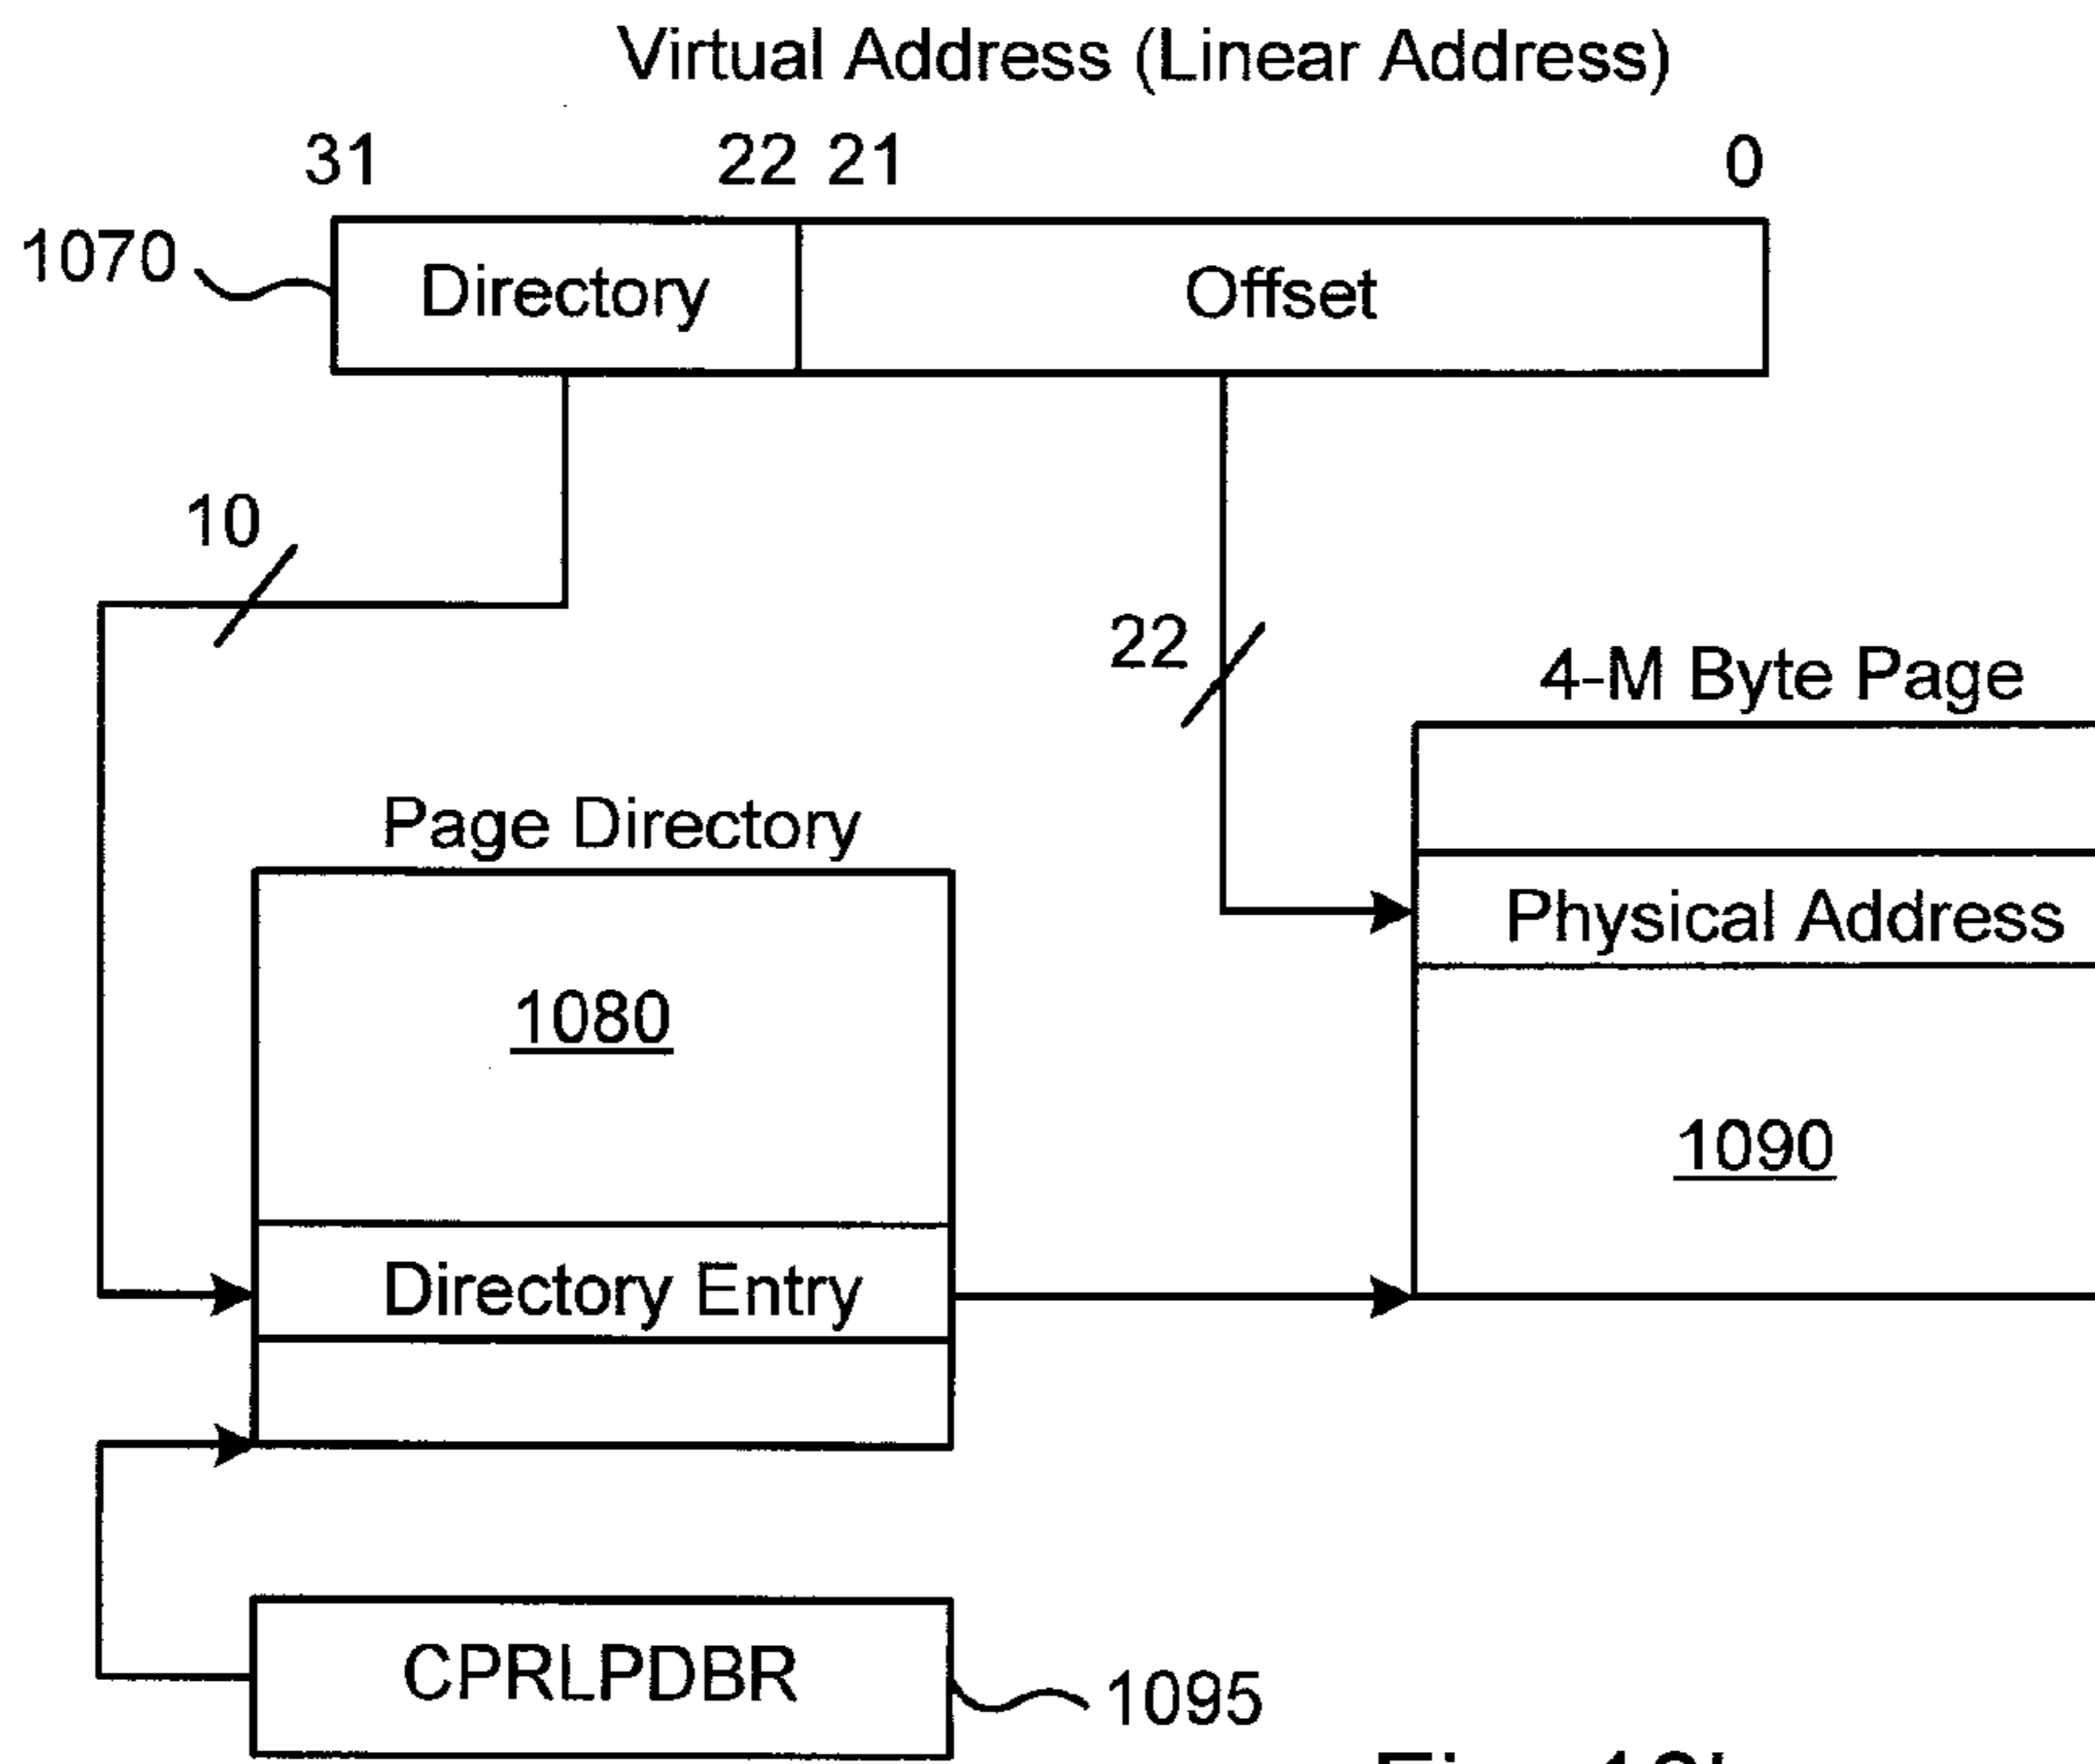 Virtual Address (Linear Address)
31 22 21 0
1070
Directory Offset
10
22
4-M Byte Page
Page Directory
Physical Address
1080
1090
Directory Entry
CPRLPDBR
1095